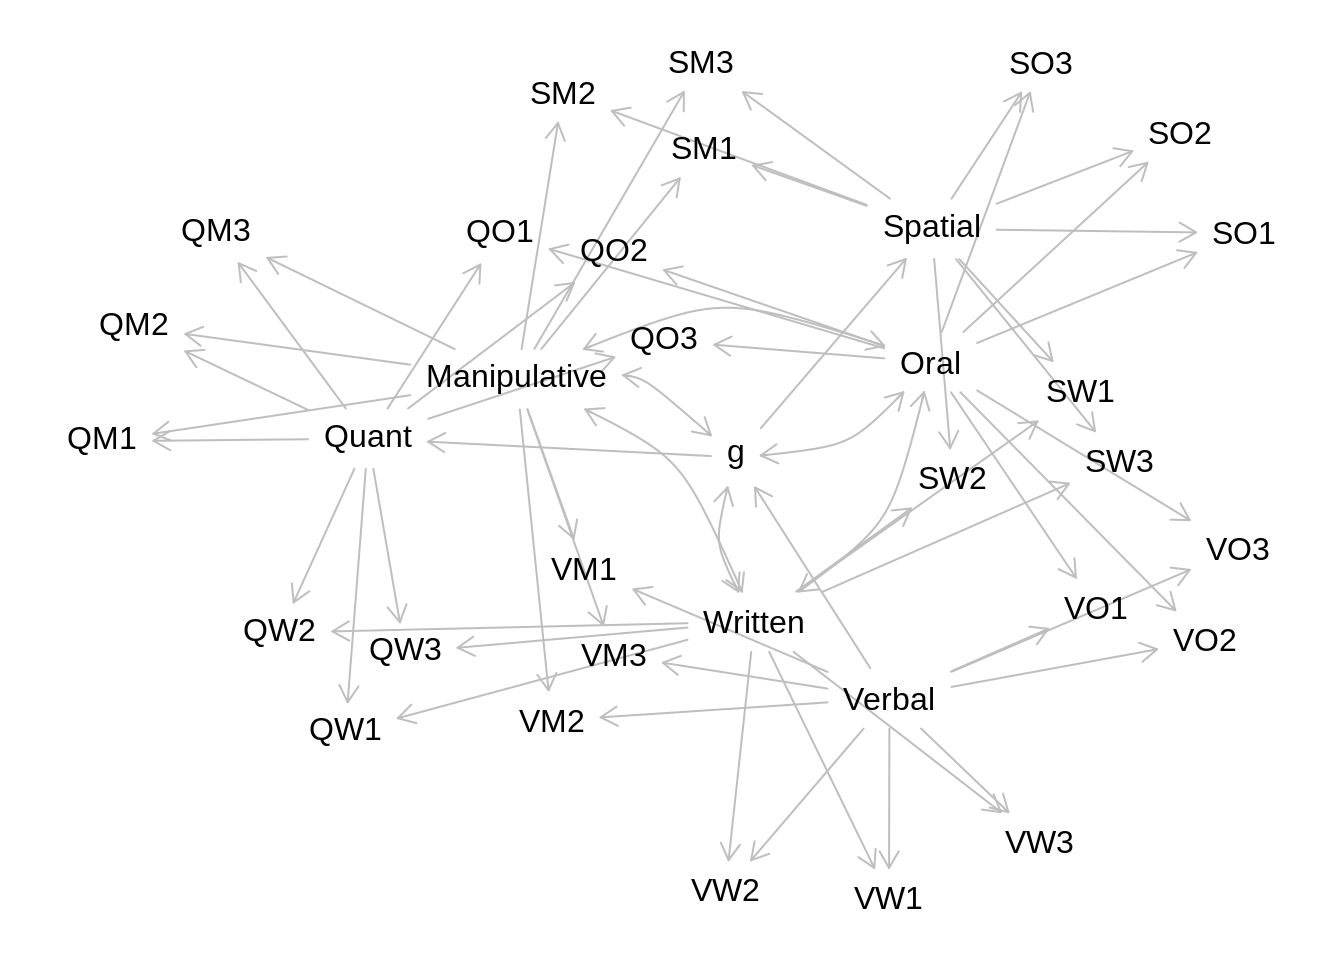 SM3
SO3
SM2
SO2
SM1
Spatial
QM3
QO1
SO1
QO2
QM2
QO3
Oral
Manipulative
SW1
QM1
Quant
g
SW3
SW2
VO3
VM1
VO1
Written
QW2
VO2
QW3
VM3
Verbal
VM2
QW1
VW3
VW2
VW1